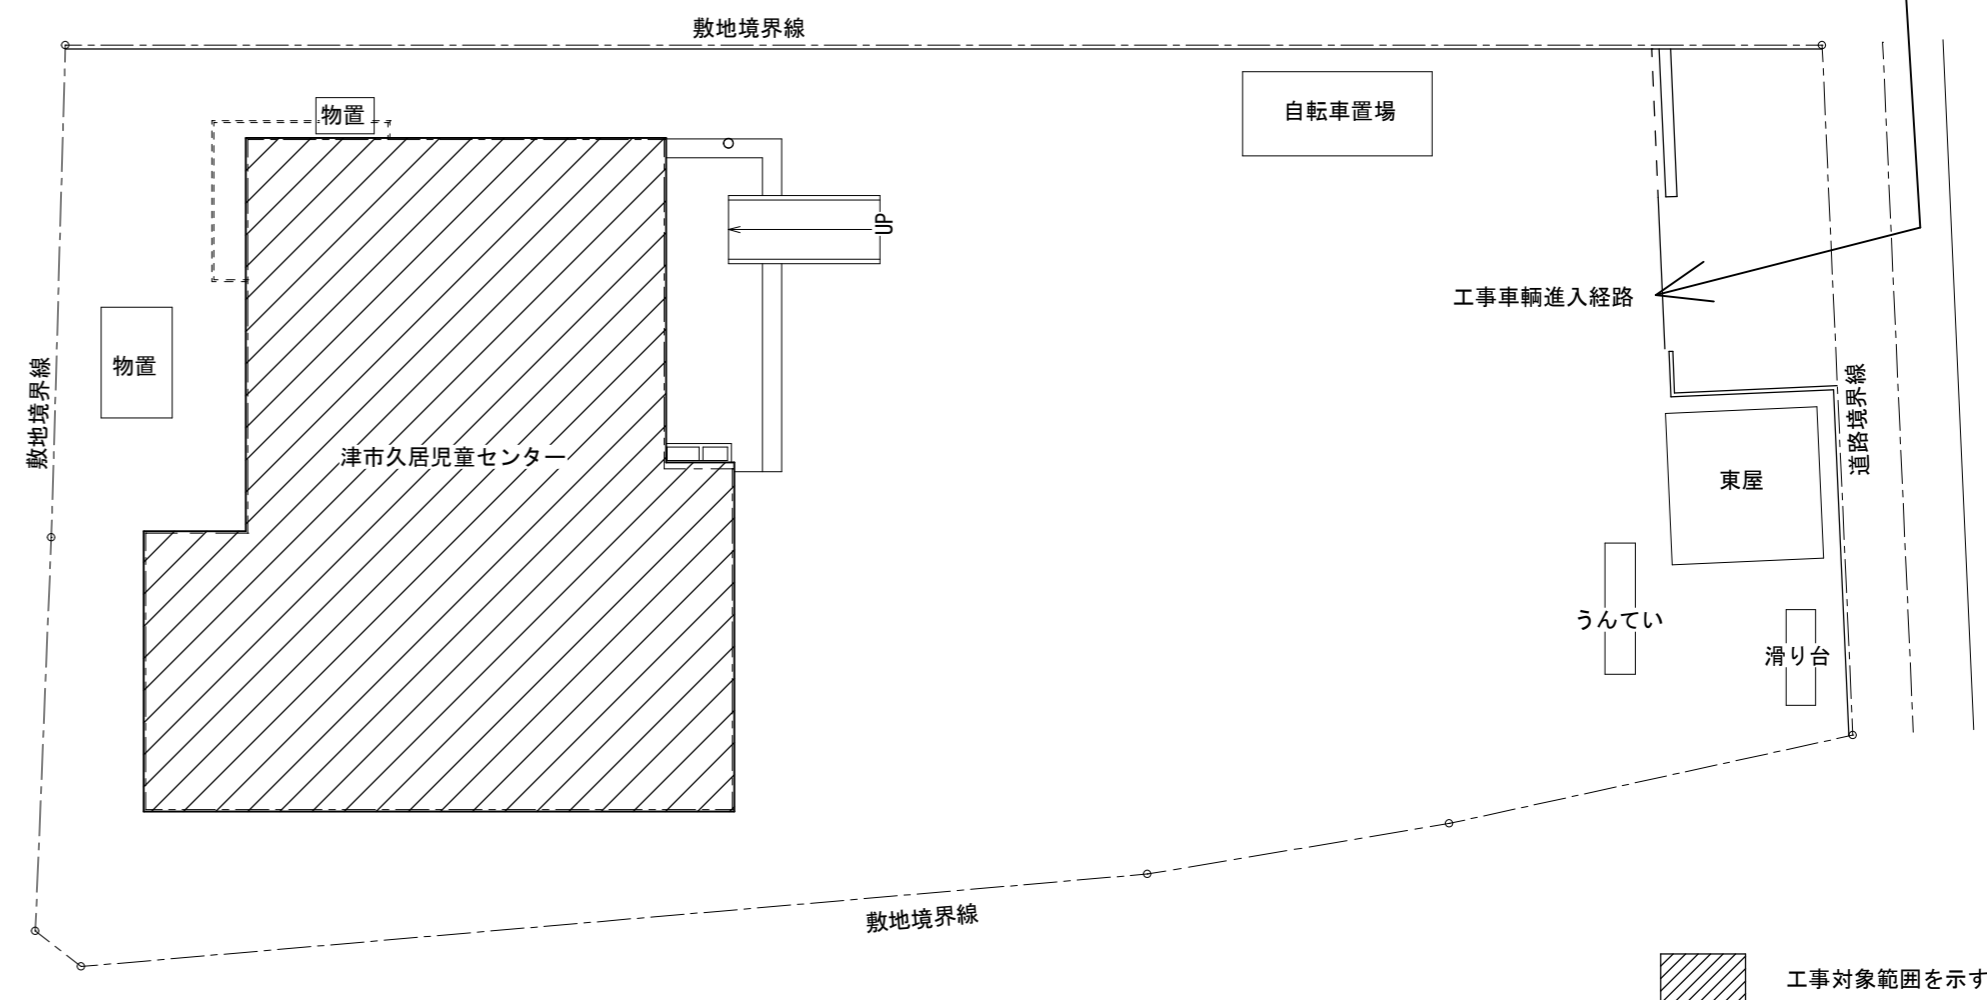 敷地境界線
物置
自転車置場
UP
工事車輌進入経路
物置
敷地境界線
道路境界線
津市久居児童センター
東屋
うんてい
滑り台
敷地境界線
工事対象範囲を示す